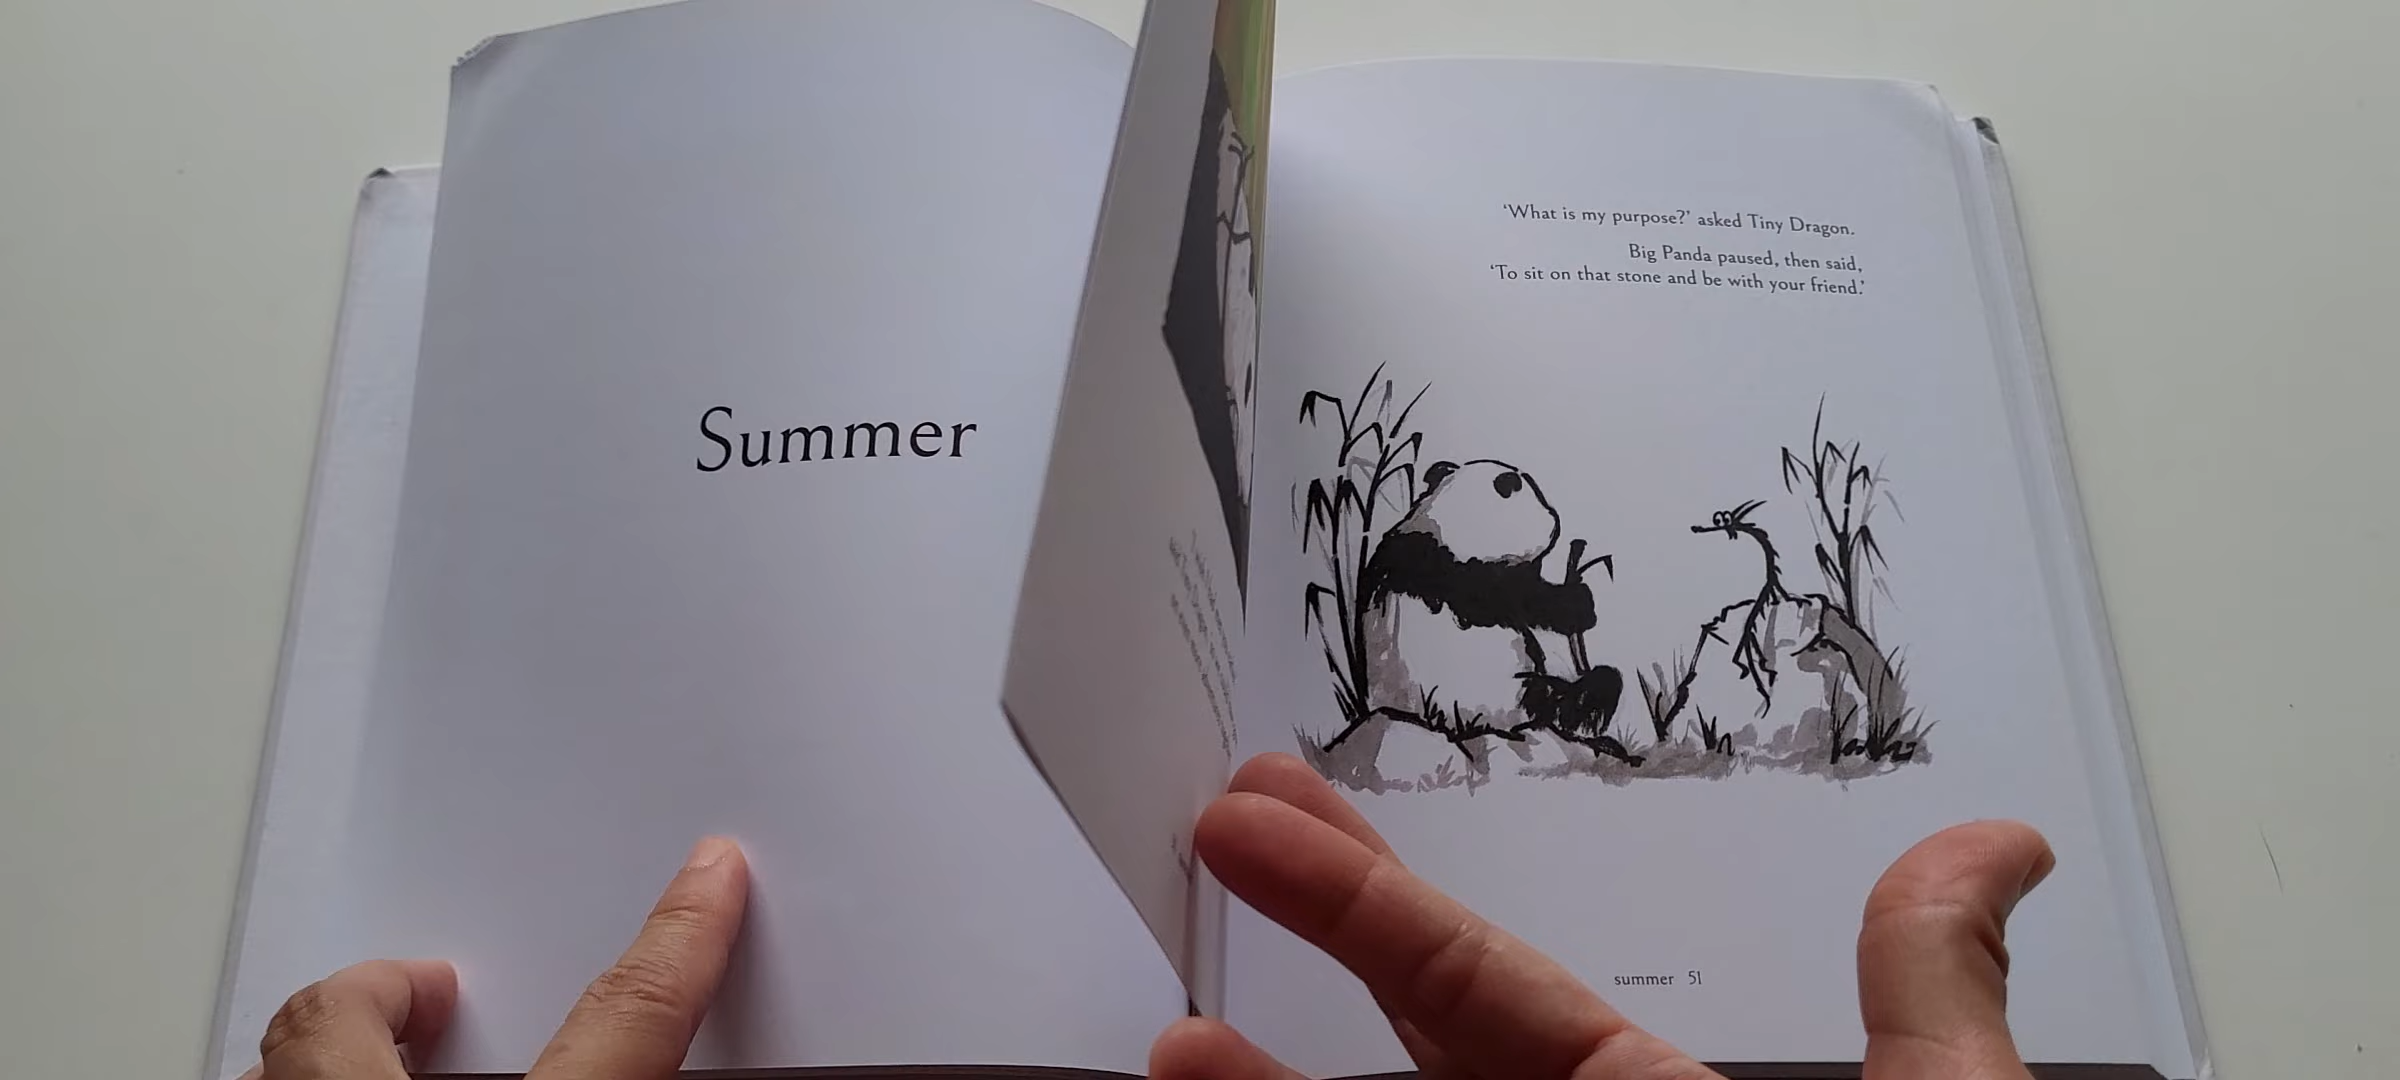 Summer
‘What is my purpose?’ asked Tiny Dragon.
Big Panda paused, then said,
‘To sit on that stone and be with your friend.’
summer 51